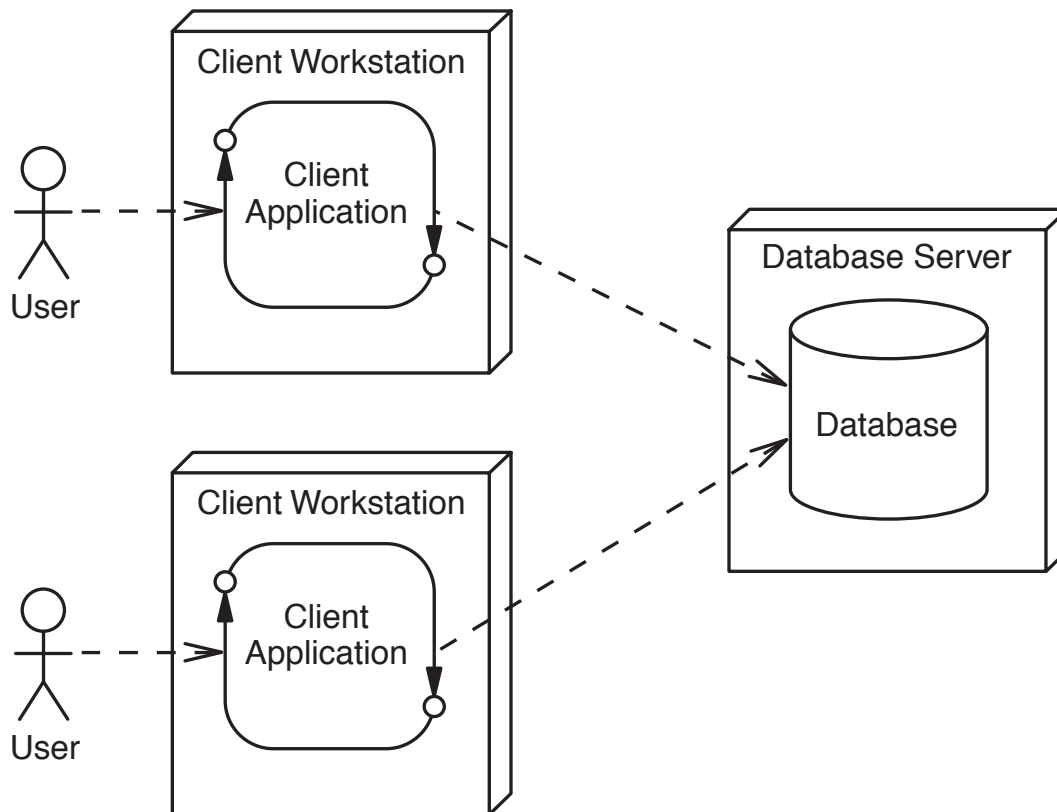 Client Workstation
Client
Application
User
Database Server
Database
Client Workstation
Client
Application
User